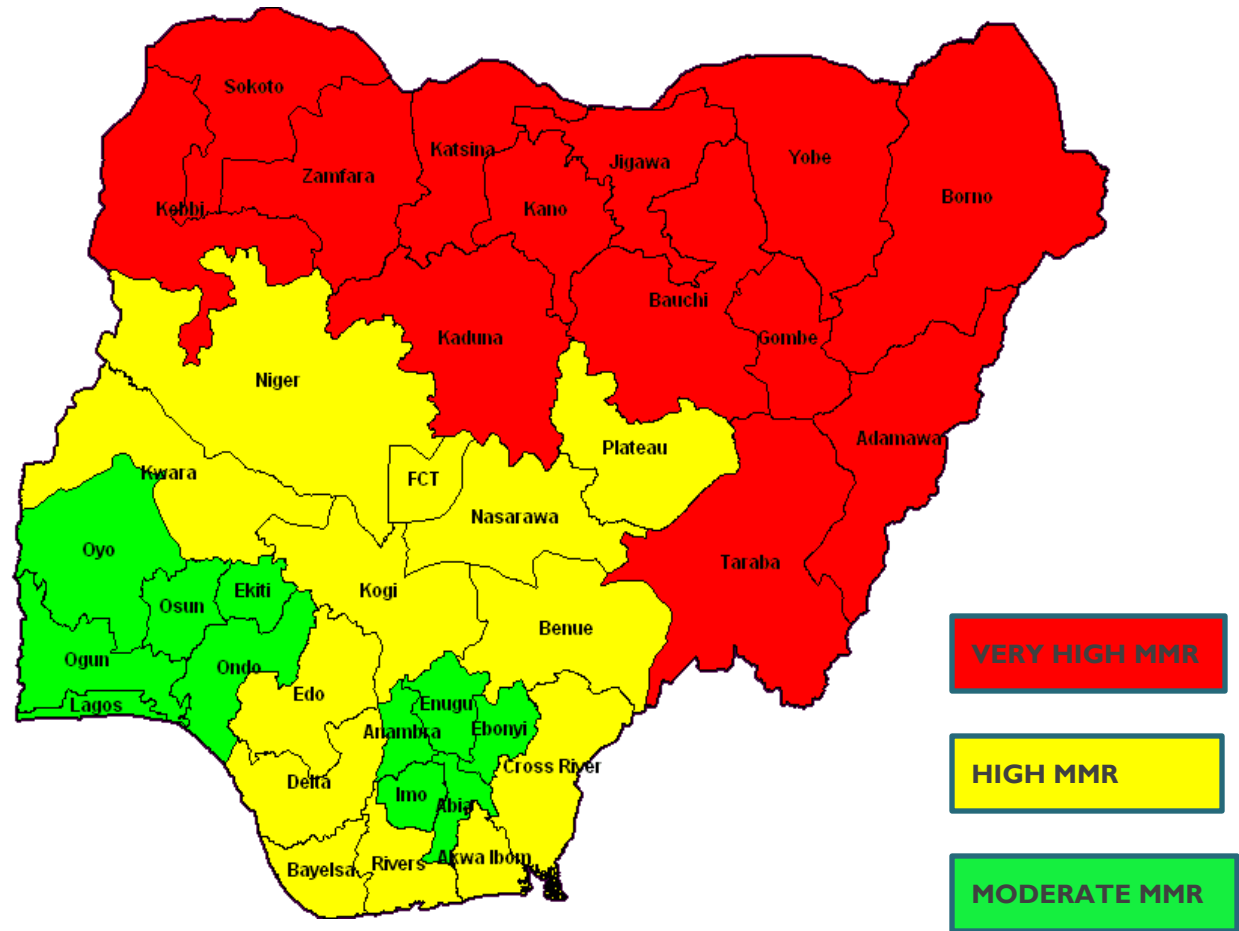 Sokoto
Katsina
Zamfara
Kebbi
Kano
Jigawa
Yobe
Borno
Bauchi
Gombe
Kaduna
Niger
Adamawa
Plateau
FCT
Kwara
Nasarawa
Taraba
Oyo
Osun
Ekiti
Kogi
Benue
Ogun
Ondo
Lagos
Edo
Enugu
Anambra
Ebonyi
Cross River
Delta
Imo
Abia
Bayelsa
Rivers
Akwa Ibom
VERY HIGH MMR
HIGH MMR
MODERATE MMR